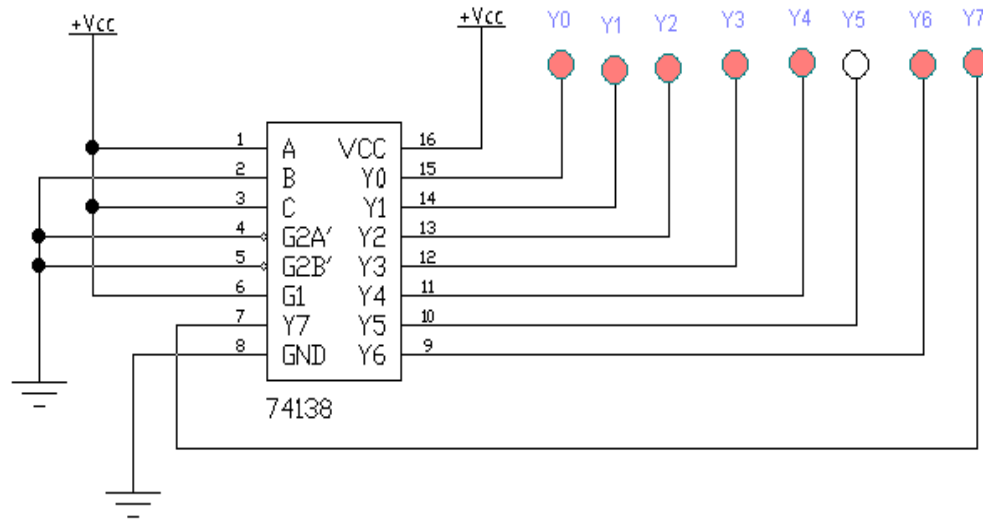 +Vcc
+Vcc
Y0 Y1 Y2 Y3 Y4 Y5 Y6 Y7
1 A VCC 16
2 B Y0 15
3 C Y1 14
4 G2A' Y2 13
5 G2B' Y3 12
6 G1 Y4 11
7 Y7 Y5 10
8 GND Y6 9
74138